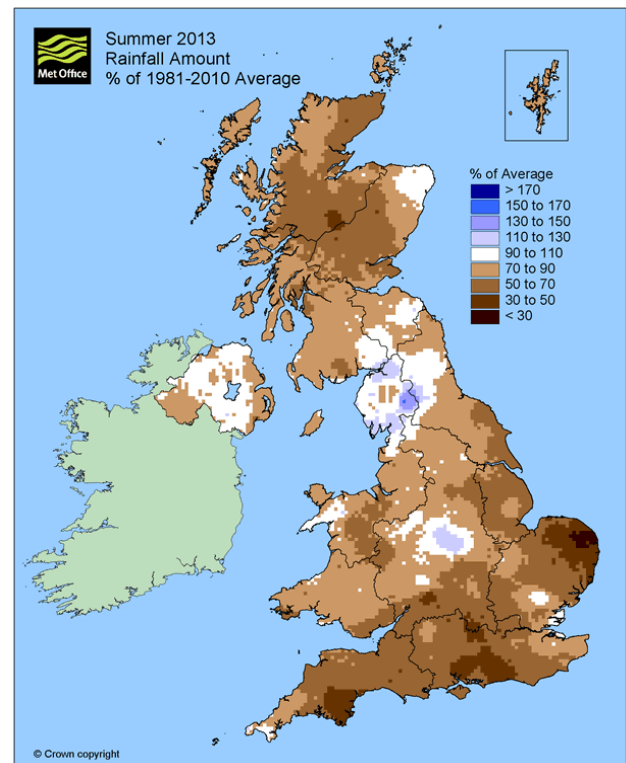 Met Office
Summer 2013
Rainfall Amount
% of 1981-2010 Average
% of Average
> 170
150 to 170
130 to 150
110 to 130
90 to 110
70 to 90
50 to 70
30 to 50
< 30
© Crown copyright